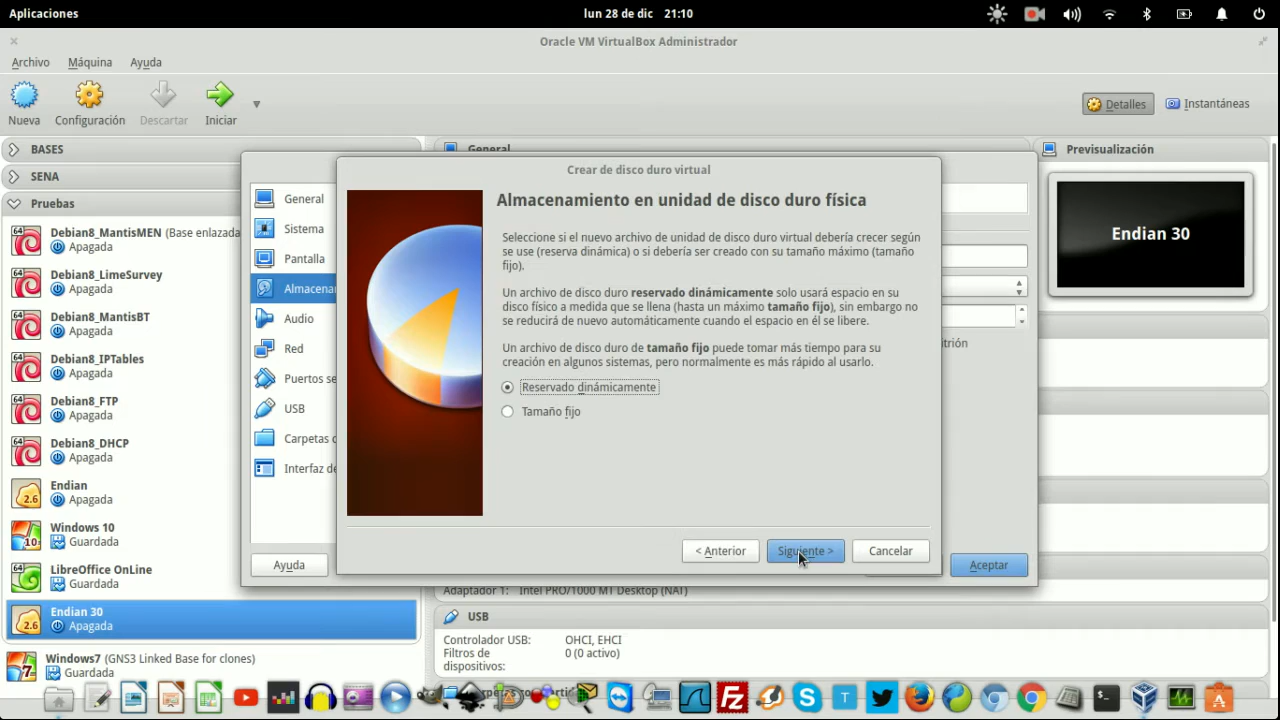 Aplicaciones
lun 28 de dic 21:10
Oracle VM VirtualBox Administrador
Archivo Máquina Ayuda
Nueva Configuración Descartar Iniciar
Detalles Instantáneas
BASES
SENA
Pruebas
Debian8_MantisMEN (Base enlazada
Apagada
Debian8_LimeSurvey
Apagada
Debian8_MantisBT
Apagada
Debian8_IPTables
Apagada
Debian8_FTP
Apagada
Debian8_DHCP
Apagada
Endian
Apagada
Windows 10
Guardada
LibreOffice OnLine
Guardada
Endian 30
Apagada
Windows7 (GNS3 Linked Base for clones)
Guardada
General
Previsualización
Endian 30
General
Sistema
Pantalla
Almacena
Audio
Red
Puertos se
USB
Carpetas c
Interfaz de
Ayuda
Aceptar
itrión
Crear de disco duro virtual
Almacenamiento en unidad de disco duro física
Seleccione si el nuevo archivo de unidad de disco duro virtual debería crecer según
se use (reserva dinámica) o si debería ser creado con su tamaño máximo (tamaño
fijo).
Un archivo de disco duro reservado dinámicamente solo usará espacio en su
disco físico a medida que se llena (hasta un máximo tamaño fijo), sin embargo no
se reducirá de nuevo automáticamente cuando el espacio en él se libere.
Un archivo de disco duro de tamaño fijo puede tomar más tiempo para su
creación en algunos sistemas, pero normalmente es más rápido al usarlo.
Reservado dinámicamente
Tamaño fijo
< Anterior Siguiente > Cancelar
Adaptador 1: Intel PRO/1000 MT Desktop (NAT)
USB
Controlador USB: OHCI, EHCI
Filtros de 0 (0 activo)
dispositivos: